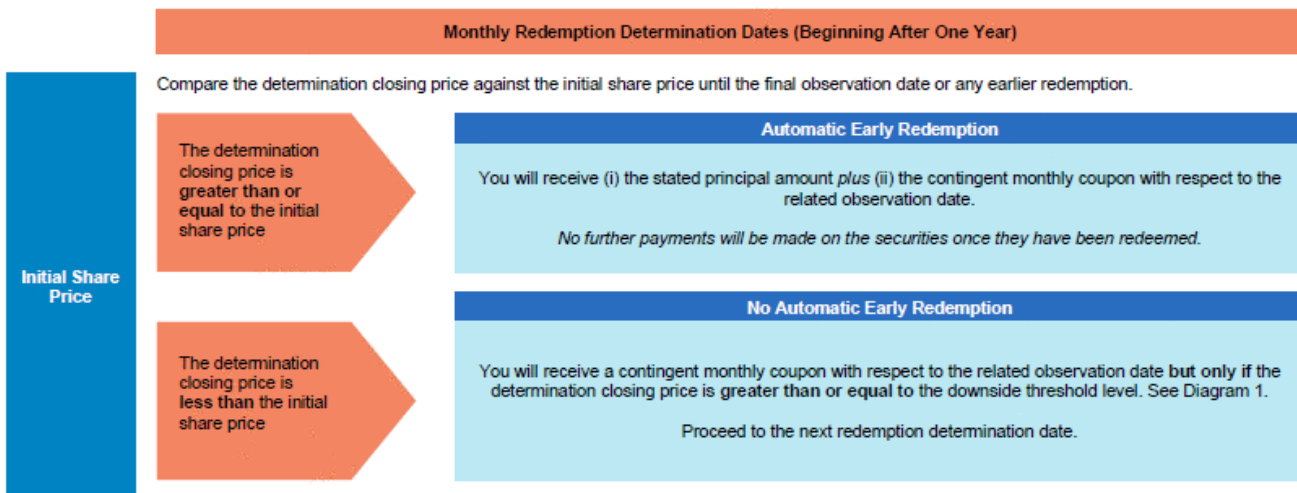 Monthly Redemption Determination Dates (Beginning After One Year)
Compare the determination closing price against the initial share price until the final observation date or any earlier redemption.
Initial Share
Price
The determination
closing price is
greater than or
equal to the initial
share price
Automatic Early Redemption
You will receive (i) the stated principal amount plus (ii) the contingent monthly coupon with respect to the
related observation date.
No further payments will be made on the securities once they have been redeemed.
The determination
closing price is
less than the initial
share price
No Automatic Early Redemption
You will receive a contingent monthly coupon with respect to the related observation date but only if the
determination closing price is greater than or equal to the downside threshold level. See Diagram 1.
Proceed to the next redemption determination date.